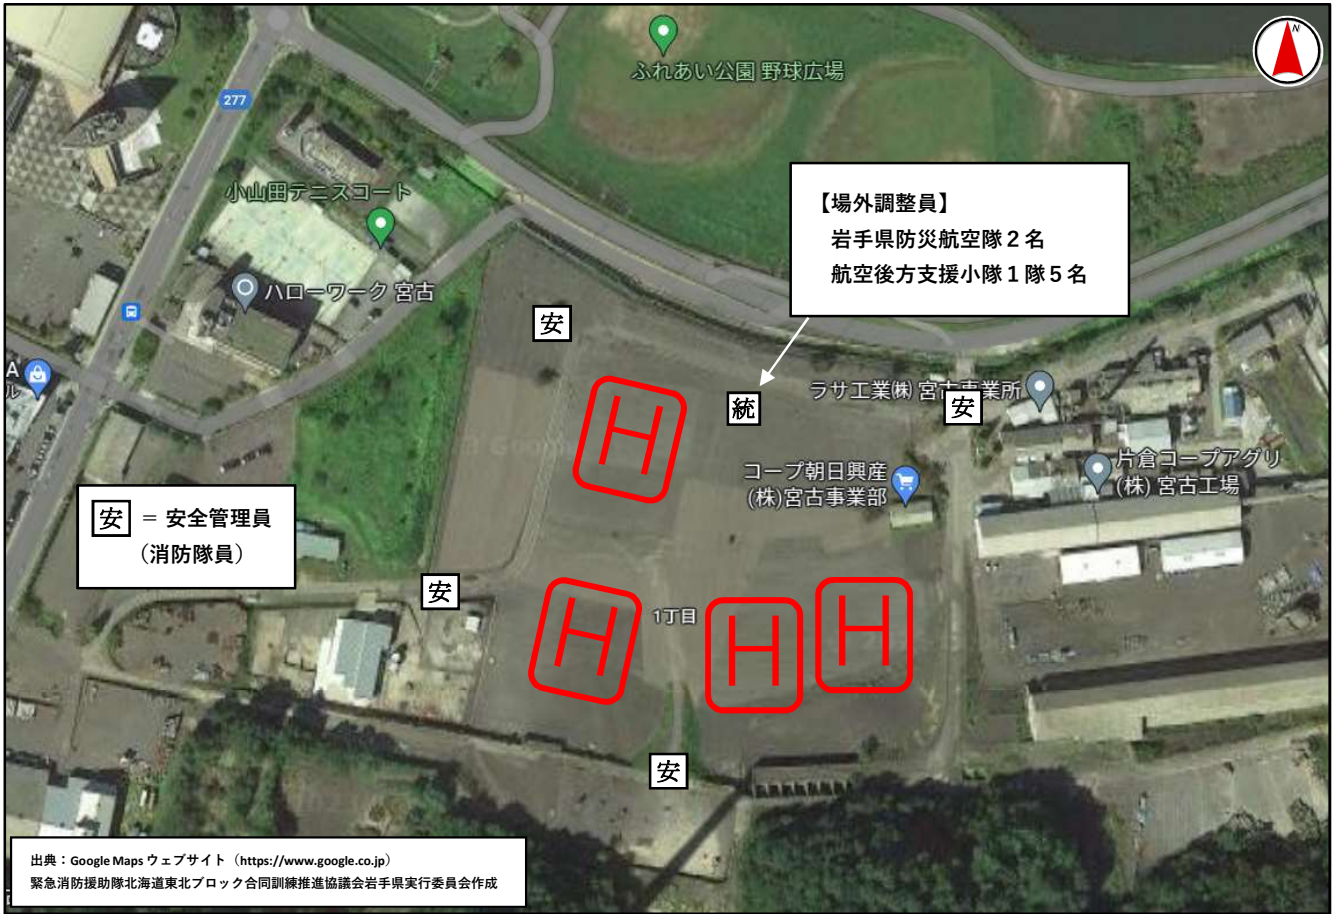 N
ふれあい公園 野球広場
277
小山田テニスコート
【場外調整員】
岩手県防災航空隊２名
航空後方支援小隊１隊５名
ハローワーク 宮古
安
A
ル
ラサ工業㈱ 宮古事業所
統
安
コープ朝日興産
(株)宮古事業部
片倉コープアグリ
(株) 宮古工場
安 = 安全管理員
（消防隊員）
安
H
1丁目
H
H
H
安
出典：Google Maps ウェブサイト（https://www.google.co.jp）
緊急消防援助隊北海道東北ブロック合同訓練推進協議会岩手県実行委員会作成